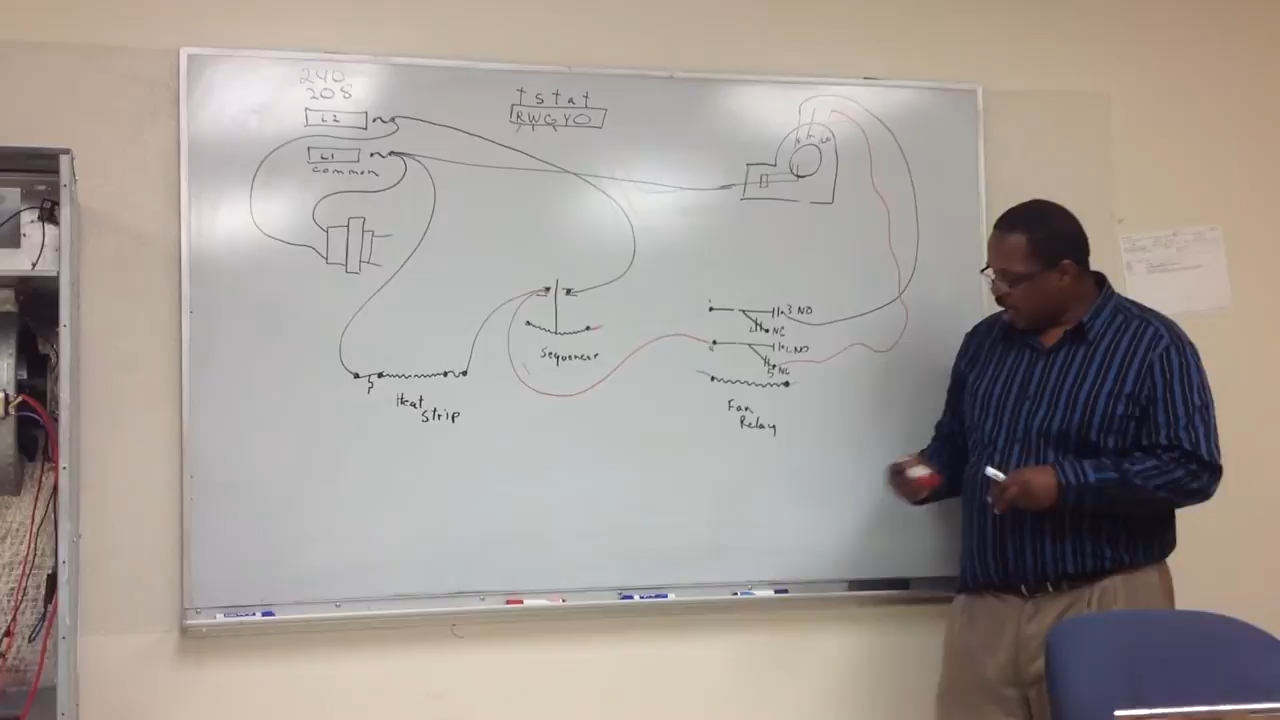 240
208
L2
L1
common
tstat
RWGYO
3 NO
NC
NO
5 NC
Sequencer
Heat
Strip
Fan
Relay